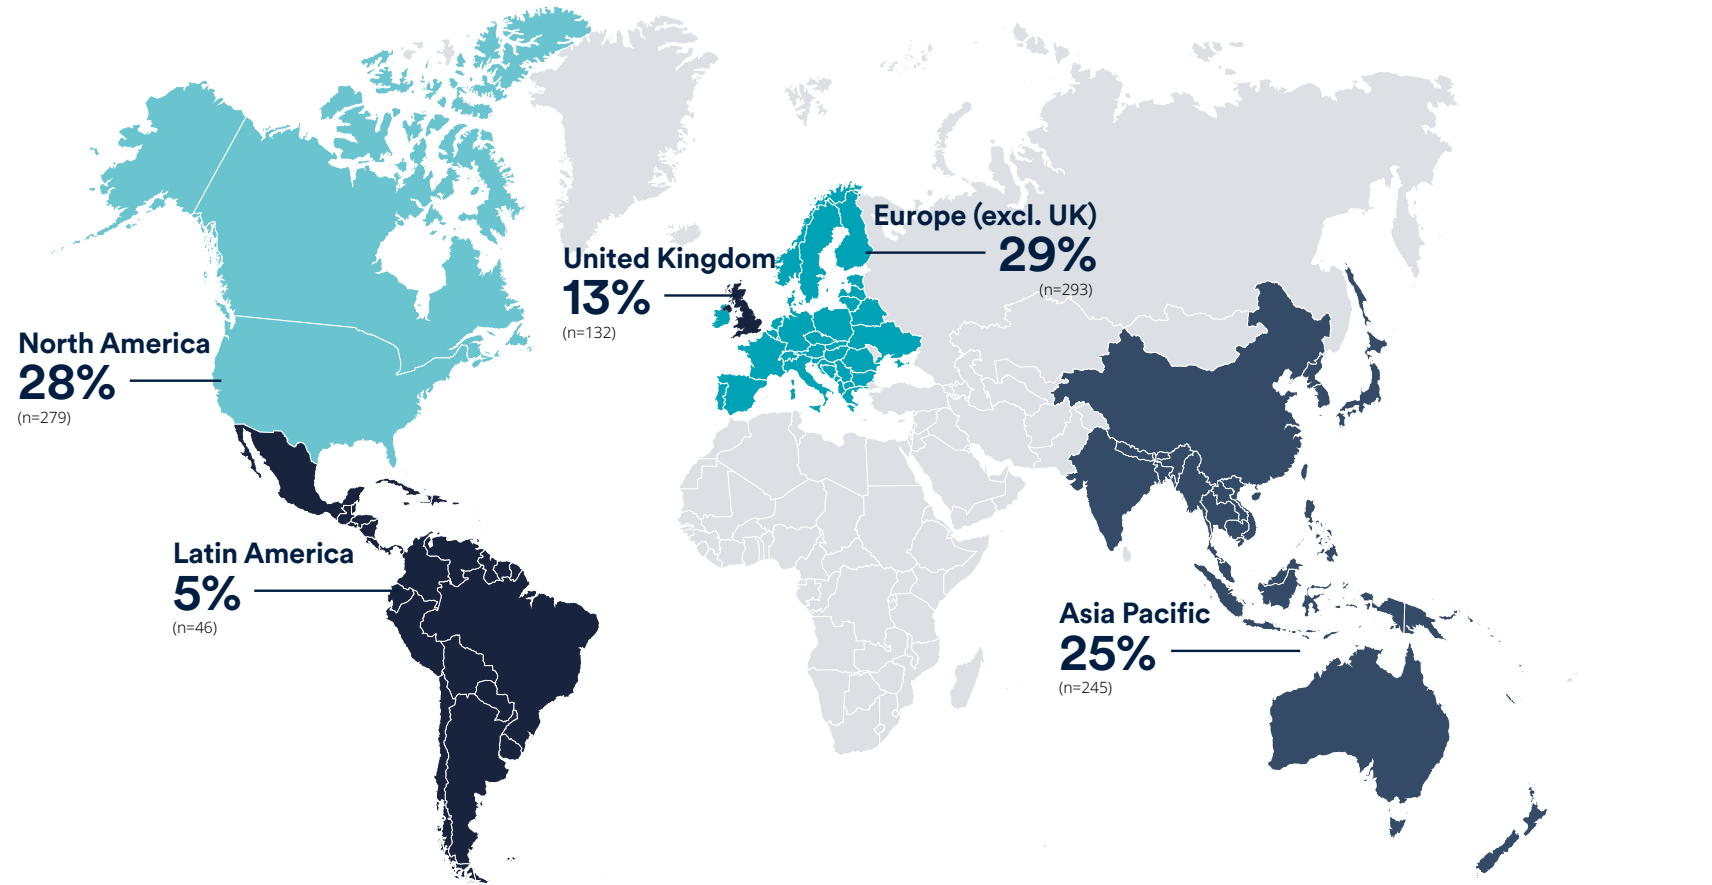 Europe (excl. UK)
29%
(n=293)
United Kingdom
13%
(n=132)
North America
28%
(n=279)
Latin America
5%
(n=46)
Asia Pacific
25%
(n=245)